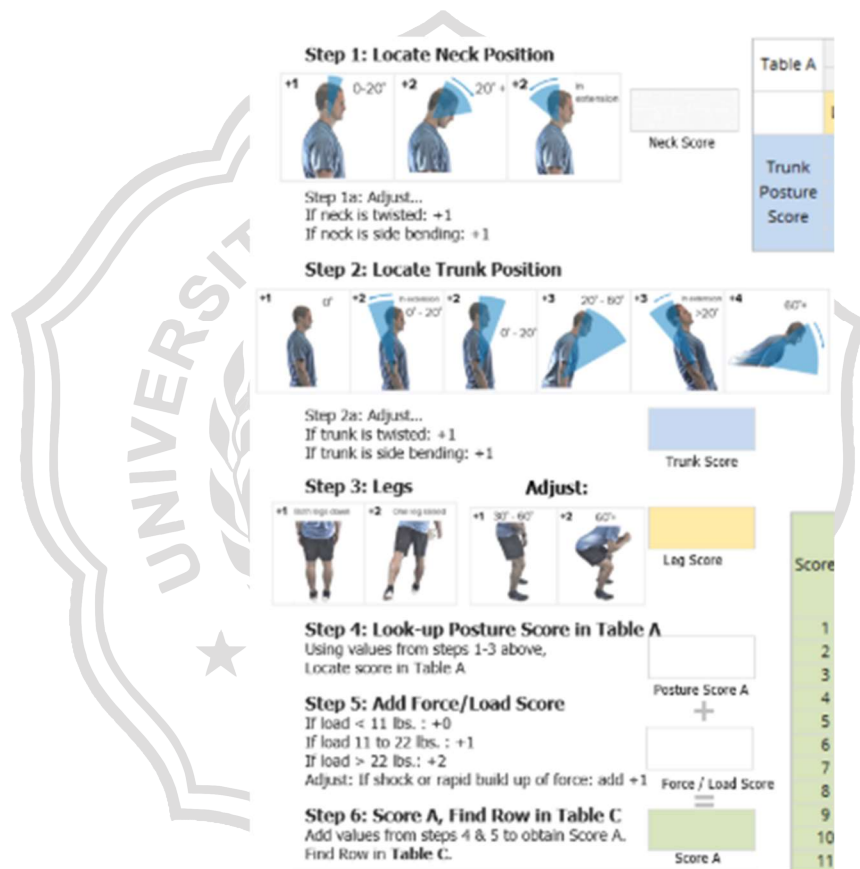 Step 1: Locate Neck Position
+1 0-20° +2 20° + +2 in extension
Neck Score
Table A
Trunk
Posture
Score
Step 1a: Adjust...
If neck is twisted: +1
If neck is side bending: +1
Step 2: Locate Trunk Position
+1 0° +2 in extension 0° - 20° +2 0° - 20° +3 20° - 60° +3 in extension >20° +4 60°+
Step 2a: Adjust...
If trunk is twisted: +1
If trunk is side bending: +1
Trunk Score
Step 3: Legs
Adjust:
+1 Both legs down +2 One leg raised
+1 30° - 60° +2 60°+
Leg Score
Step 4: Look-up Posture Score in Table A
Using values from steps 1-3 above,
Locate score in Table A
Posture Score A
+
Step 5: Add Force/Load Score
If load < 11 lbs. : +0
If load 11 to 22 lbs. : +1
If load > 22 lbs.: +2
Adjust: If shock or rapid build up of force: add +1
Force / Load Score
=
Step 6: Score A, Find Row in Table C
Add values from steps 4 & 5 to obtain Score A.
Find Row in Table C.
Score A
Score
1
2
3
4
5
6
7
8
9
10
11
UNIVERSIT